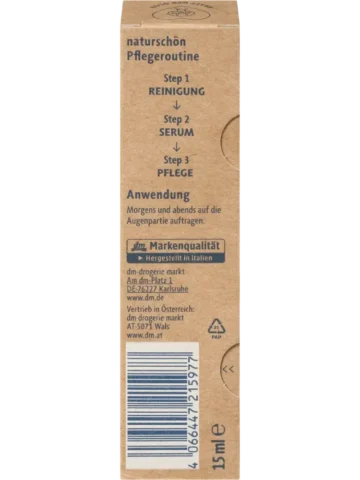 naturschön
Pflegeroutine
Step 1
REINIGUNG
Step 2
SERUM
Step 3
PFLEGE
Anwendung
Morgens und abends auf die
Augenpartie auftragen.
dm Markenqualität
Hergestellt in Italien
dm-drogerie markt
Am dm-Platz 1
DE-76227 Karlsruhe
www.dm.de
Vertrieb in Österreich:
dm drogerie markt
AT 5071 Wals
www.dm.at
PAP
<<
4 066447 215977
15 ml e